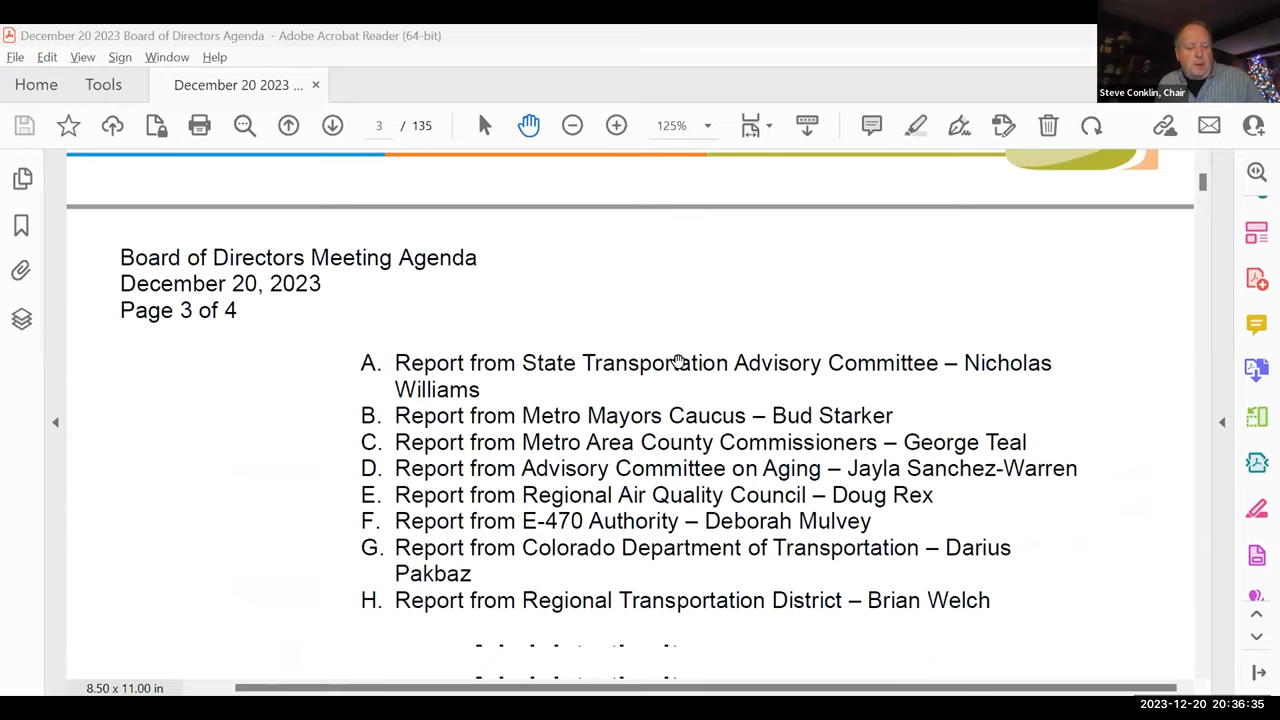 December 20 2023 Board of Directors Agenda - Adobe Acrobat Reader (64-bit)
File Edit View Sign Window Help
Home Tools December 20 2023 ... ×
3 / 135 125%
Steve Conklin, Chair
Board of Directors Meeting Agenda
December 20, 2023
Page 3 of 4
A. Report from State Transportation Advisory Committee – Nicholas
Williams
B. Report from Metro Mayors Caucus – Bud Starker
C. Report from Metro Area County Commissioners – George Teal
D. Report from Advisory Committee on Aging – Jayla Sanchez-Warren
E. Report from Regional Air Quality Council – Doug Rex
F. Report from E-470 Authority – Deborah Mulvey
G. Report from Colorado Department of Transportation – Darius
Pakbaz
H. Report from Regional Transportation District – Brian Welch
8.50 x 11.00 in
2023-12-20 20:36:35